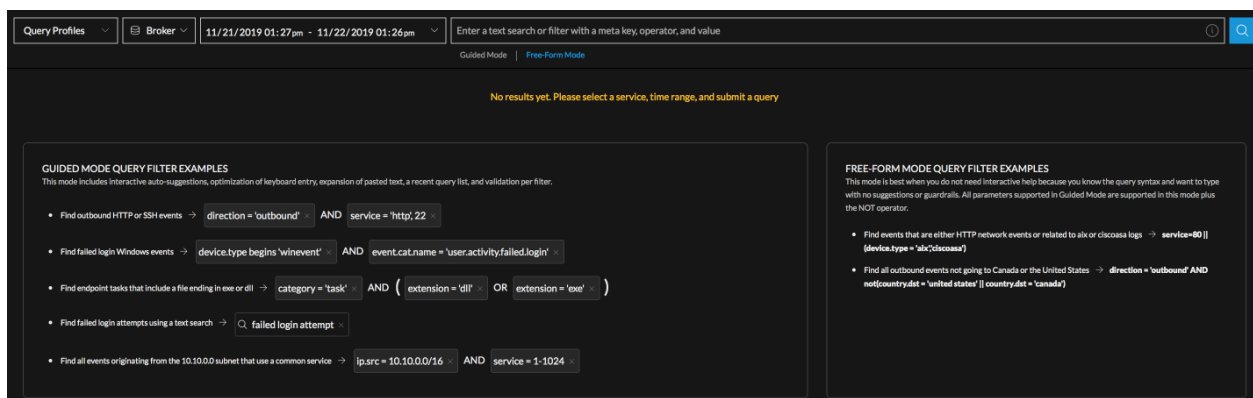 Query Profiles Broker 11/21/2019 01:27pm - 11/22/2019 01:26pm Enter a text search or filter with a meta key, operator, and value
Guided Mode | Free-Form Mode
No results yet. Please select a service, time range, and submit a query
GUIDED MODE QUERY FILTER EXAMPLES
This mode includes interactive auto-suggestions, optimization of keyboard entry, expansion of pasted text, a recent query list, and validation per filter.
• Find outbound HTTP or SSH events → direction = 'outbound' × AND service = 'http', 22 ×
• Find failed login Windows events → device.type begins 'winevent' × AND event.cat.name = 'user.activity.failed.login' ×
• Find endpoint tasks that include a file ending in exe or dll → category = 'task' × AND ( extension = 'dll' × OR extension = 'exe' × )
• Find failed login attempts using a text search → failed login attempt ×
• Find all events originating from the 10.10.0.0 subnet that use a common service → ip.src = 10.10.0.0/16 × AND service = 1-1024 ×
FREE-FORM MODE QUERY FILTER EXAMPLES
This mode is best when you do not need interactive help because you know the query syntax and want to type
with no suggestions or guardrails. All parameters supported in Guided Mode are supported in this mode plus
the NOT operator.
• Find events that are either HTTP network events or related to aix or ciscoasa logs → service=80 ||
(device.type = 'aix','ciscoasa')
• Find all outbound events not going to Canada or the United States → direction = 'outbound' AND
not(country.dst = 'united states' || country.dst = 'canada')